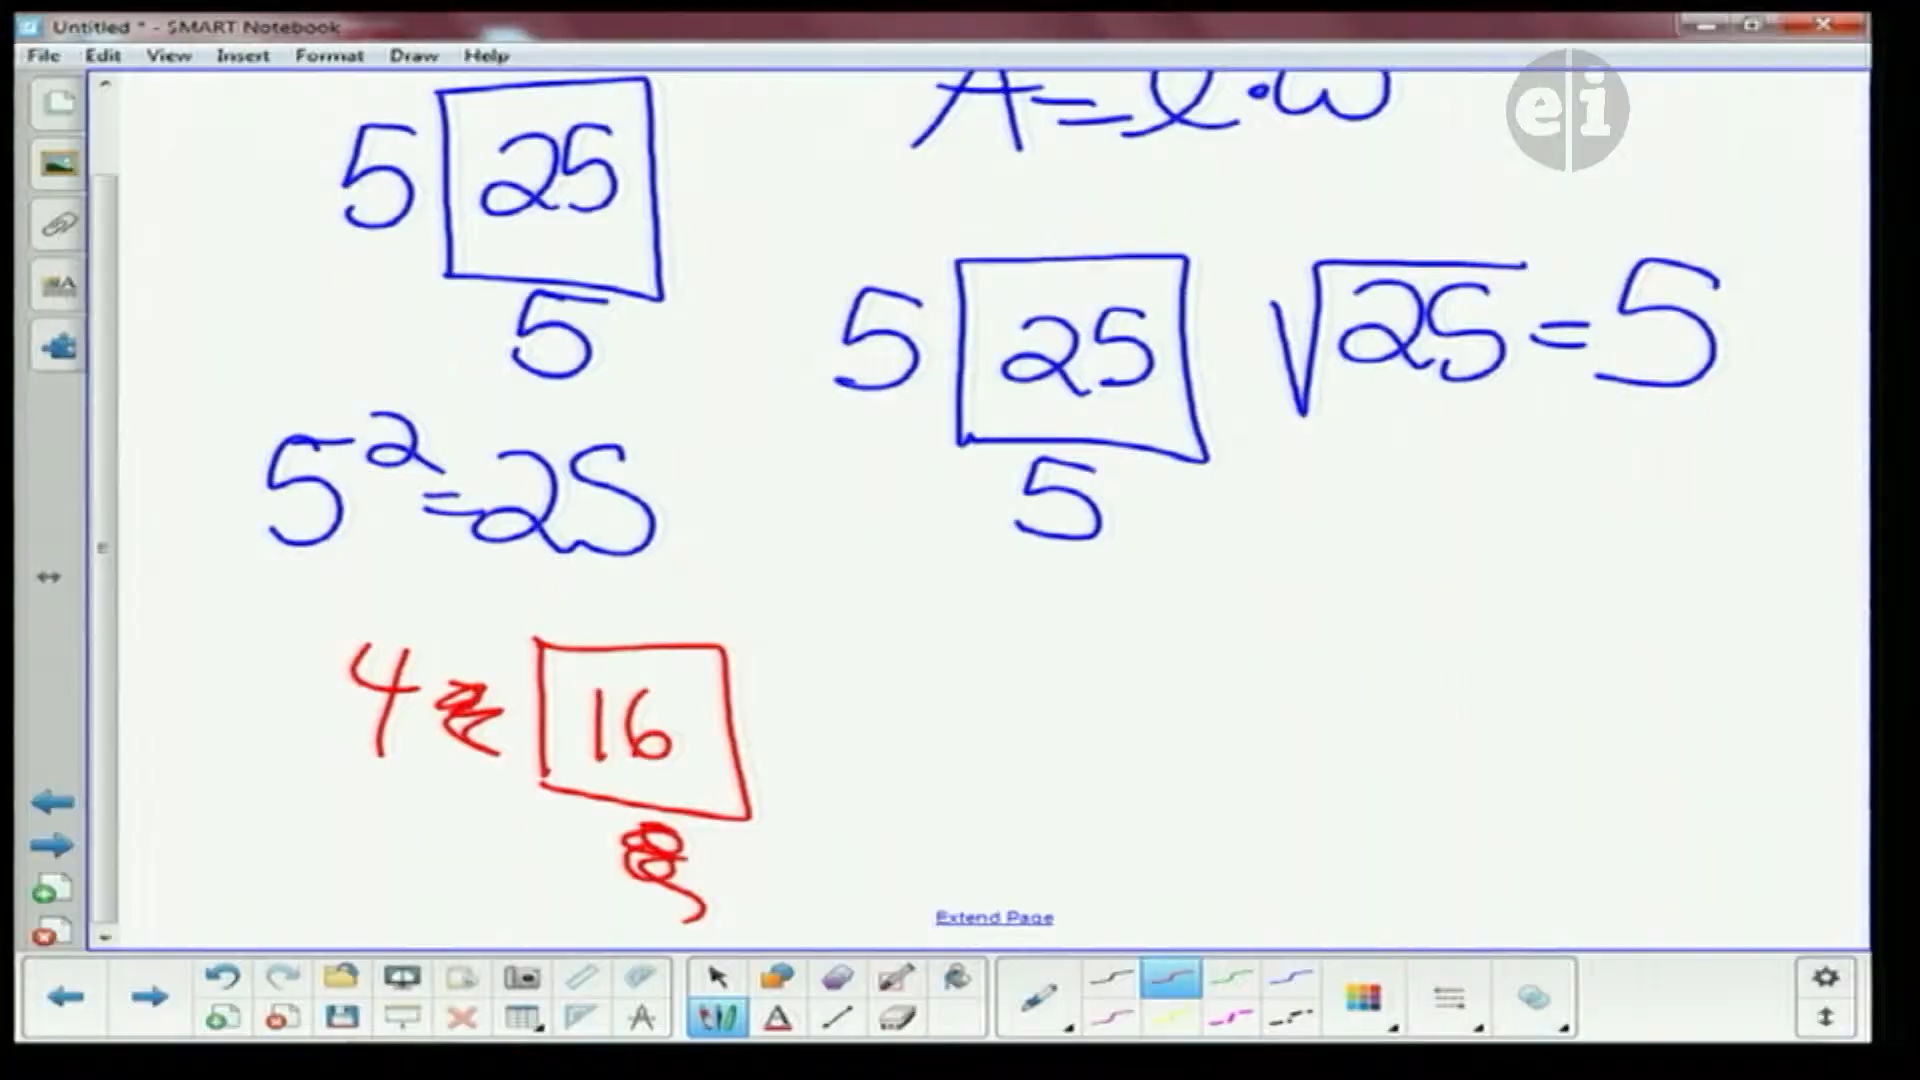 Untitled * - SMART Notebook
File Edit View Insert Format Draw Help
A=l·w
ei
5 25
5
5 25 √25=5
5
5²=25
4 16
Extend Page